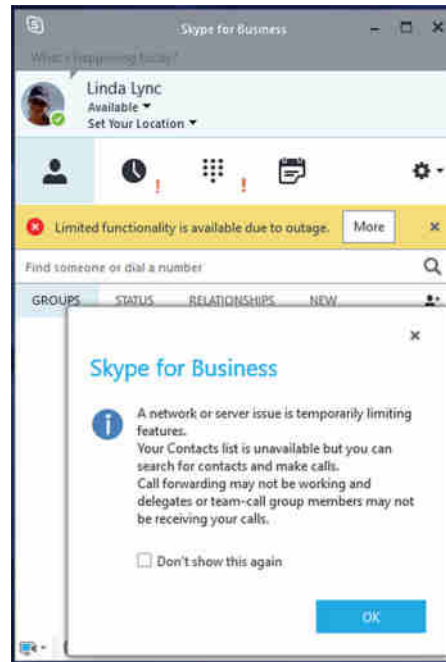 Skype for Business
What's happening today?
Linda Lync
Available
Set Your Location
!
!
Limited functionality is available due to outage.
More
Find someone or dial a number
GROUPS STATUS RELATIONSHIPS NEW
Skype for Business
A network or server issue is temporarily limiting
features.
Your Contacts list is unavailable but you can
search for contacts and make calls.
Call forwarding may not be working and
delegates or team-call group members may not
be receiving your calls.
Don't show this again
OK